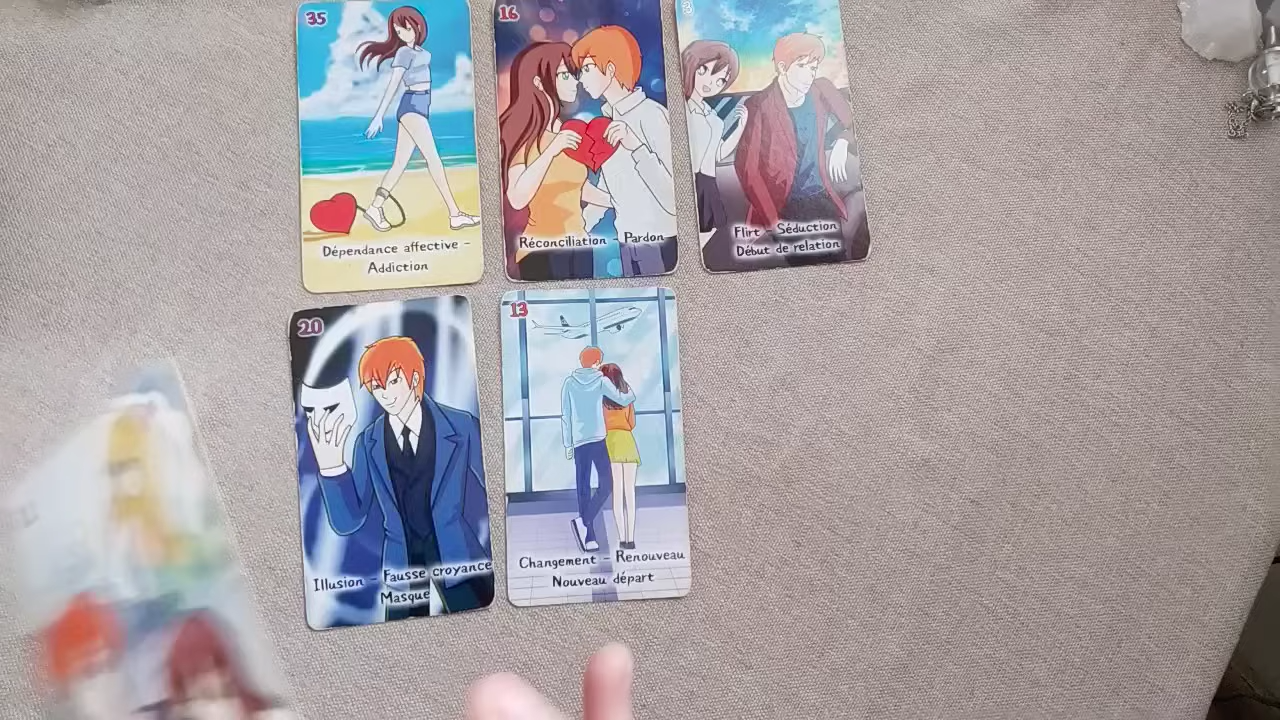 35
Dépendance affective -
Addiction
16
Réconciliation - Pardon
3
Flirt - Séduction
Début de relation
20
Illusion - Fausse croyance
Masque
13
Changement - Renouveau
Nouveau départ